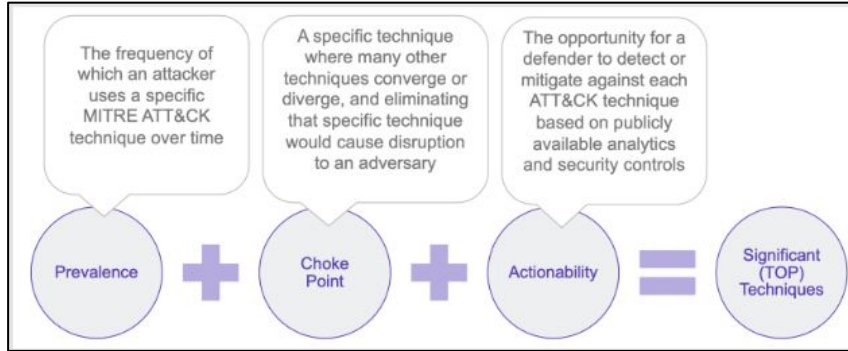 The frequency of
which an attacker
uses a specific
MITRE ATT&CK
technique over time
A specific technique
where many other
techniques converge or
diverge, and eliminating
that specific technique
would cause disruption
to an adversary
The opportunity for a
defender to detect or
mitigate against each
ATT&CK technique
based on publicly
available analytics
and security controls
Prevalence
Choke
Point
Actionability
Significant
(TOP)
Techniques